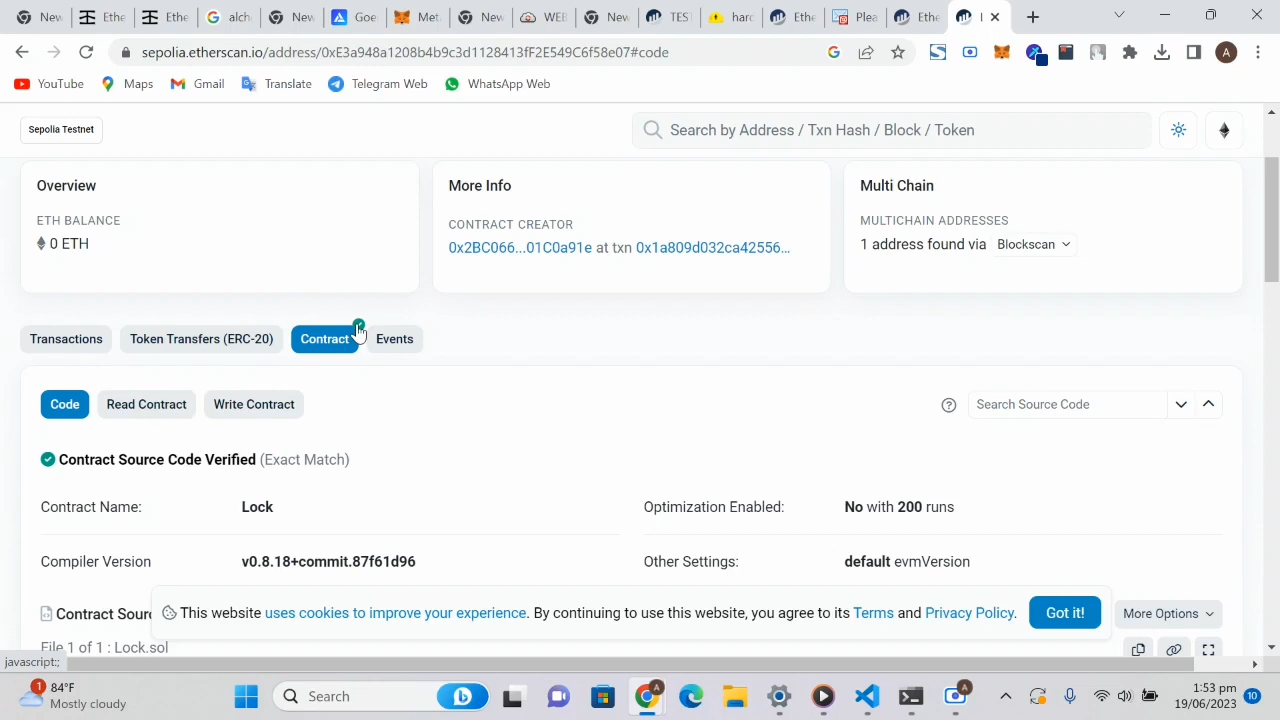 Ethe
Ethe
alch
New
Goe
Met
New
WEB
New
TEST
hard
Ethe
Plea
Ethe
sepolia.etherscan.io/address/0xE3a948a1208b4b9c3d1128413fF2E549C6f58e07#code
A
YouTube
Maps
Gmail
Translate
Telegram Web
WhatsApp Web
Sepolia Testnet
Search by Address / Txn Hash / Block / Token
Overview
More Info
Multi Chain
ETH BALANCE
CONTRACT CREATOR
MULTICHAIN ADDRESSES
0 ETH
0x2BC066...01C0a91e at txn 0x1a809d032ca42556...
1 address found via Blockscan
Transactions
Token Transfers (ERC-20)
Contract
Events
Code
Read Contract
Write Contract
Search Source Code
Contract Source Code Verified (Exact Match)
Contract Name:
Lock
Optimization Enabled:
No with 200 runs
Compiler Version
v0.8.18+commit.87f61d96
Other Settings:
default evmVersion
Contract Sourc
This website uses cookies to improve your experience. By continuing to use this website, you agree to its Terms and Privacy Policy.
Got it!
More Options
File 1 of 1 : Lock.sol
javascript:;
1
84°F
Mostly cloudy
Search
A
A
1:53 pm
19/06/2023
10